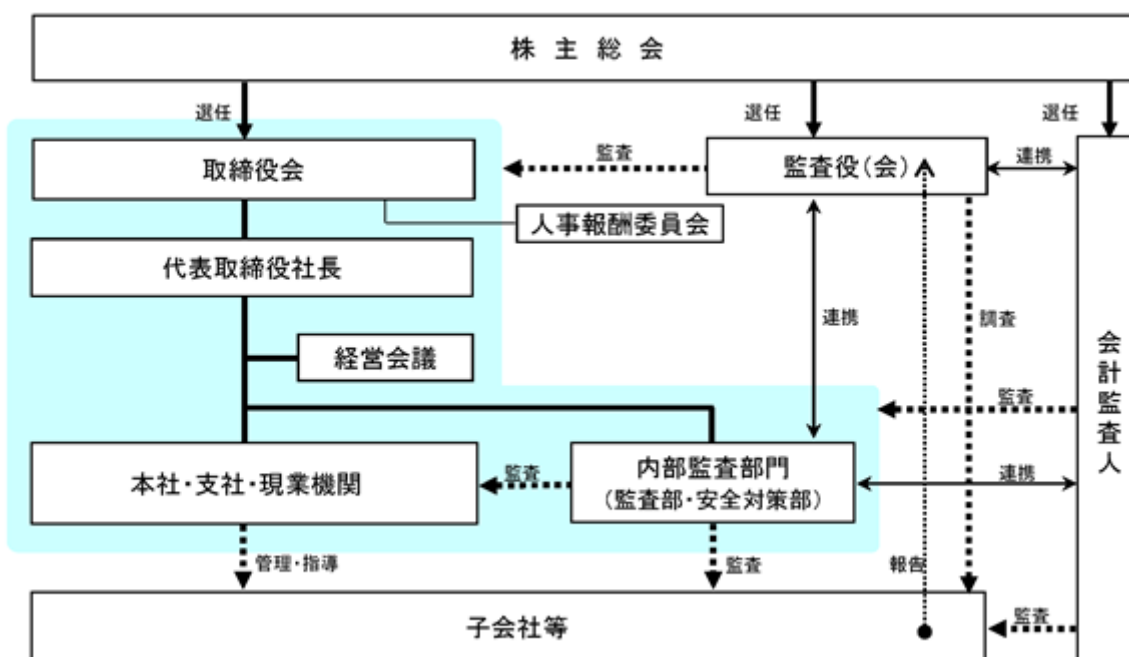 株主総会
選任
選任
選任
取締役会
監査
監査役(会)
連携
人事報酬委員会
代表取締役社長
連携
調査
経営会議
会計監査人
監査
本社・支社・現業機関
監査
内部監査部門
(監査部・安全対策部)
連携
管理・指導
監査
報告
子会社等
監査